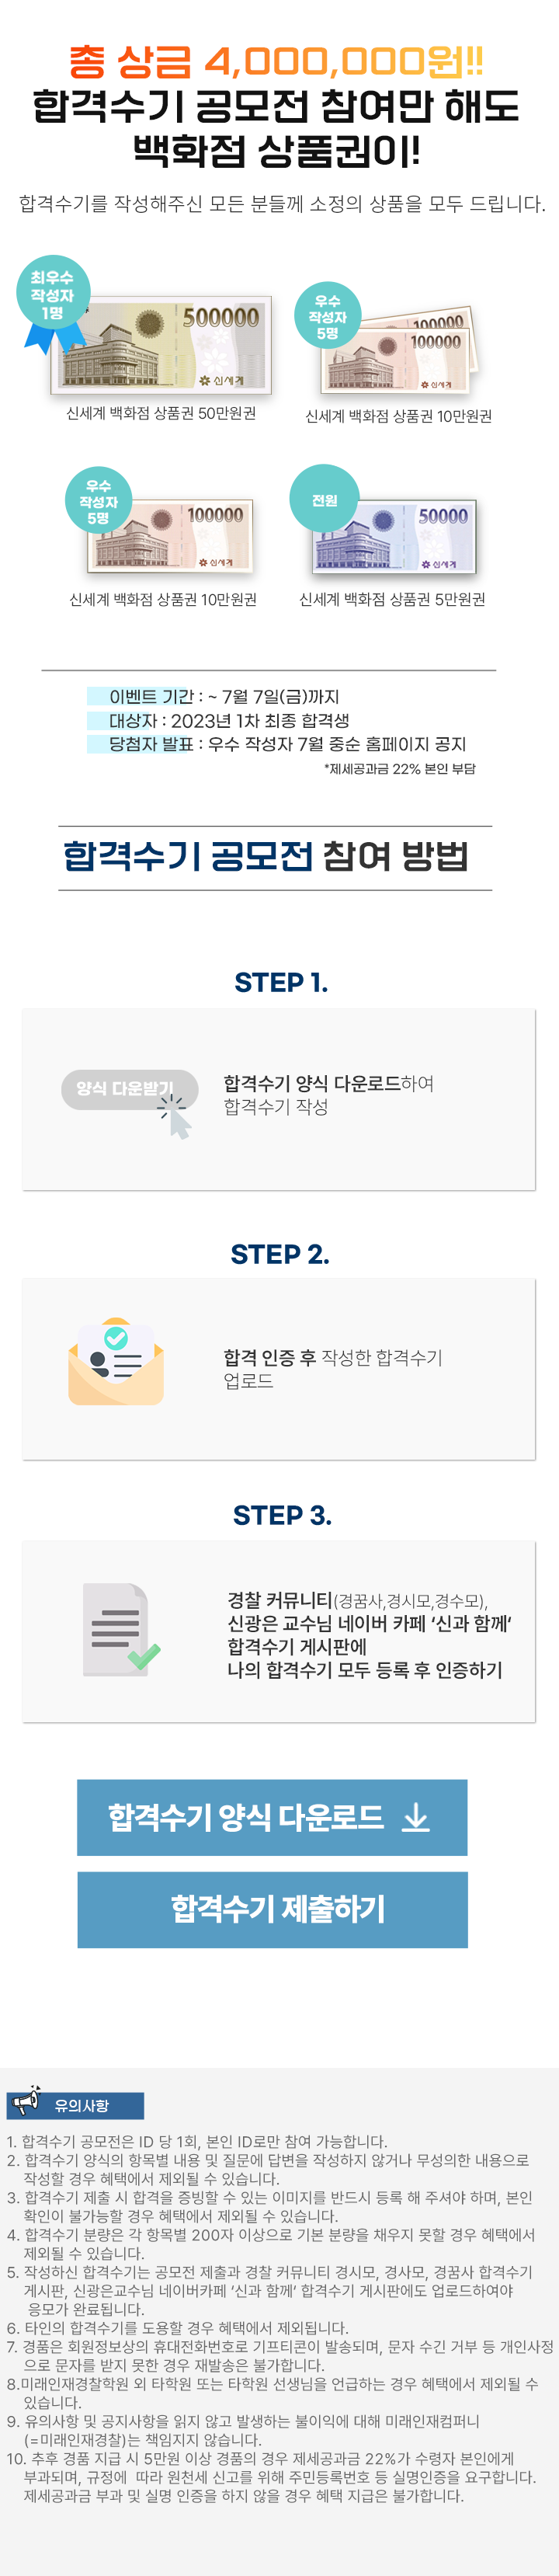 총 상금 4,000,000원!!
합격수기 공모전 참여만 해도
백화점 상품권이!
합격수기를 작성해주신 모든 분들께 소정의 상품을 모두 드립니다.
최우수
작성자
1명
500000
신세계
신세계 백화점 상품권 50만원권
우수
작성자
5명
100000
100000
신세계
신세계 백화점 상품권 10만원권
우수
작성자
5명
100000
신세계
신세계 백화점 상품권 10만원권
전원
50000
신세계
신세계 백화점 상품권 5만원권
이벤트 기간 : ~ 7월 7일(금)까지
대상자 : 2023년 1차 최종 합격생
당첨자 발표 : 우수 작성자 7월 중순 홈페이지 공지
*제세공과금 22% 본인 부담
합격수기 공모전 참여 방법
STEP 1.
양식 다운받기
합격수기 양식 다운로드하여
합격수기 작성
STEP 2.
합격 인증 후 작성한 합격수기
업로드
STEP 3.
경찰 커뮤니티(경꿈사,경시모,경수모),
신광은 교수님 네이버 카페 ‘신과 함께‘
합격수기 게시판에
나의 합격수기 모두 등록 후 인증하기
합격수기 양식 다운로드
합격수기 제출하기
유의사항
1. 합격수기 공모전은 ID 당 1회, 본인 ID로만 참여 가능합니다.
2. 합격수기 양식의 항목별 내용 및 질문에 답변을 작성하지 않거나 무성의한 내용으로
작성할 경우 혜택에서 제외될 수 있습니다.
3. 합격수기 제출 시 합격을 증빙할 수 있는 이미지를 반드시 등록 해 주셔야 하며, 본인
확인이 불가능할 경우 혜택에서 제외될 수 있습니다.
4. 합격수기 분량은 각 항목별 200자 이상으로 기본 분량을 채우지 못할 경우 혜택에서
제외될 수 있습니다.
5. 작성하신 합격수기는 공모전 제출과 경찰 커뮤니티 경시모, 경사모, 경꿈사 합격수기
게시판, 신광은교수님 네이버카페 ‘신과 함께’ 합격수기 게시판에도 업로드하여야
응모가 완료됩니다.
6. 타인의 합격수기를 도용할 경우 혜택에서 제외됩니다.
7. 경품은 회원정보상의 휴대전화번호로 기프티콘이 발송되며, 문자 수긴 거부 등 개인사정
으로 문자를 받지 못한 경우 재발송은 불가합니다.
8.미래인재경찰학원 외 타학원 또는 타학원 선생님을 언급하는 경우 혜택에서 제외될 수
있습니다.
9. 유의사항 및 공지사항을 읽지 않고 발생하는 불이익에 대해 미래인재컴퍼니
(=미래인재경찰)는 책임지지 않습니다.
10. 추후 경품 지급 시 5만원 이상 경품의 경우 제세공과금 22%가 수령자 본인에게
부과되며, 규정에 따라 원천세 신고를 위해 주민등록번호 등 실명인증을 요구합니다.
제세공과금 부과 및 실명 인증을 하지 않을 경우 혜택 지급은 불가합니다.